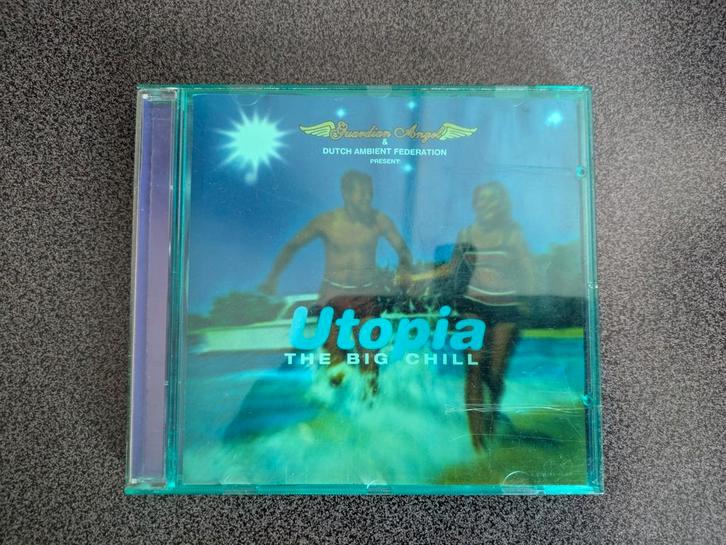 Guardian Angel
&
DUTCH AMBIENT FEDERATION
PRESENT:
Utopia
THE BIG CHILL